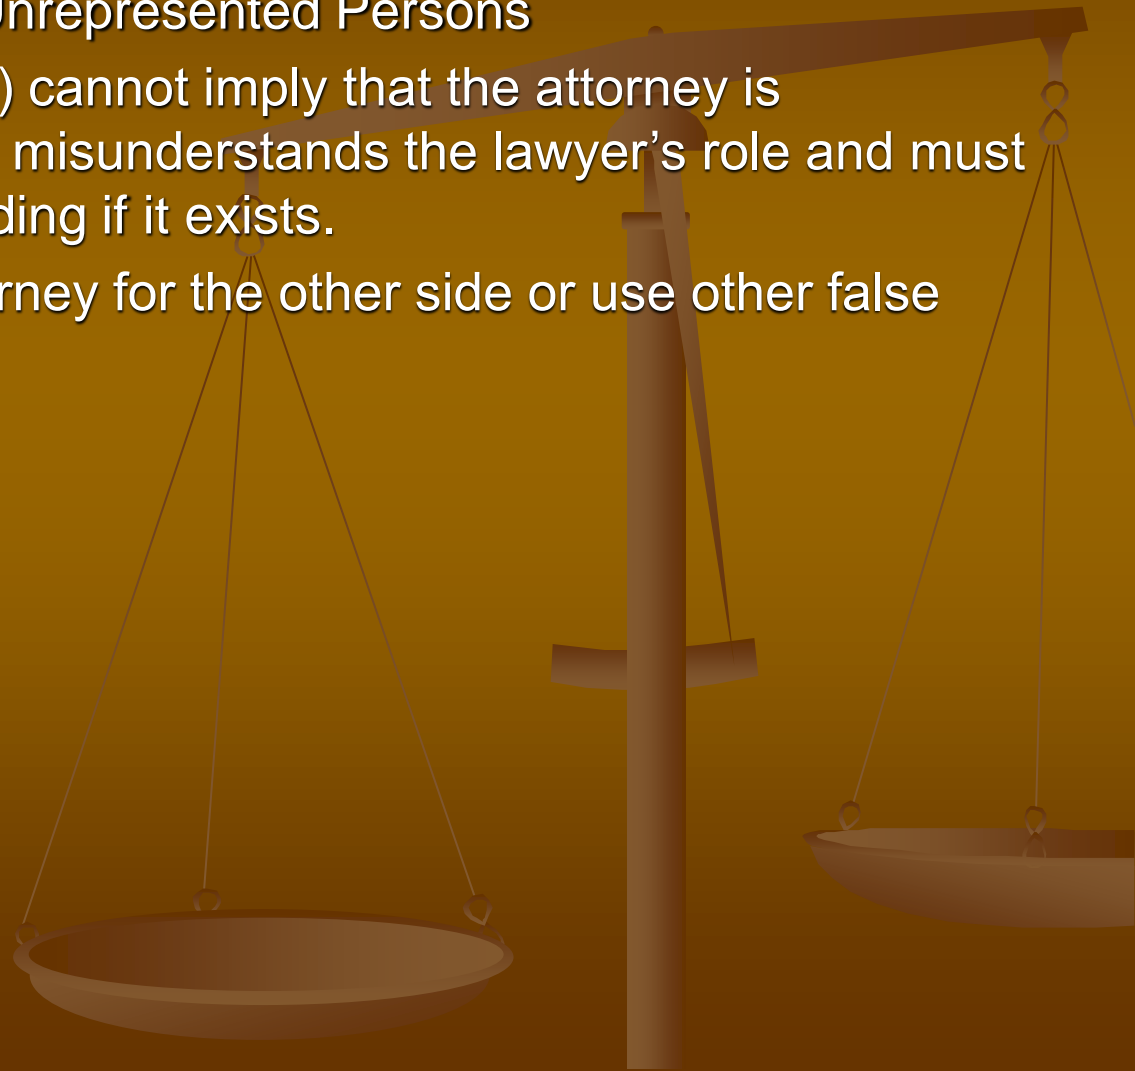 Unrepresented Persons
) cannot imply that the attorney is
misunderstands the lawyer’s role and must
ding if it exists.
rney for the other side or use other false